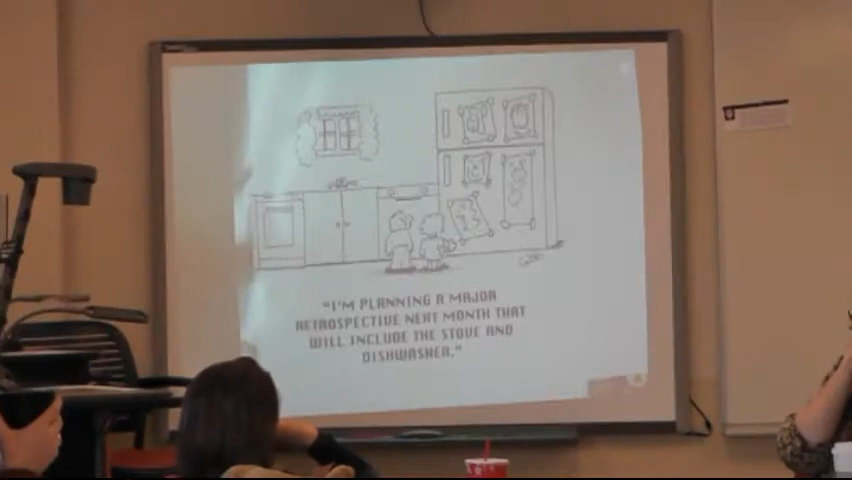 "I'M PLANNING A MAJOR
RETROSPECTIVE NEXT MONTH THAT
WILL INCLUDE THE STOVE AND
DISHWASHER."